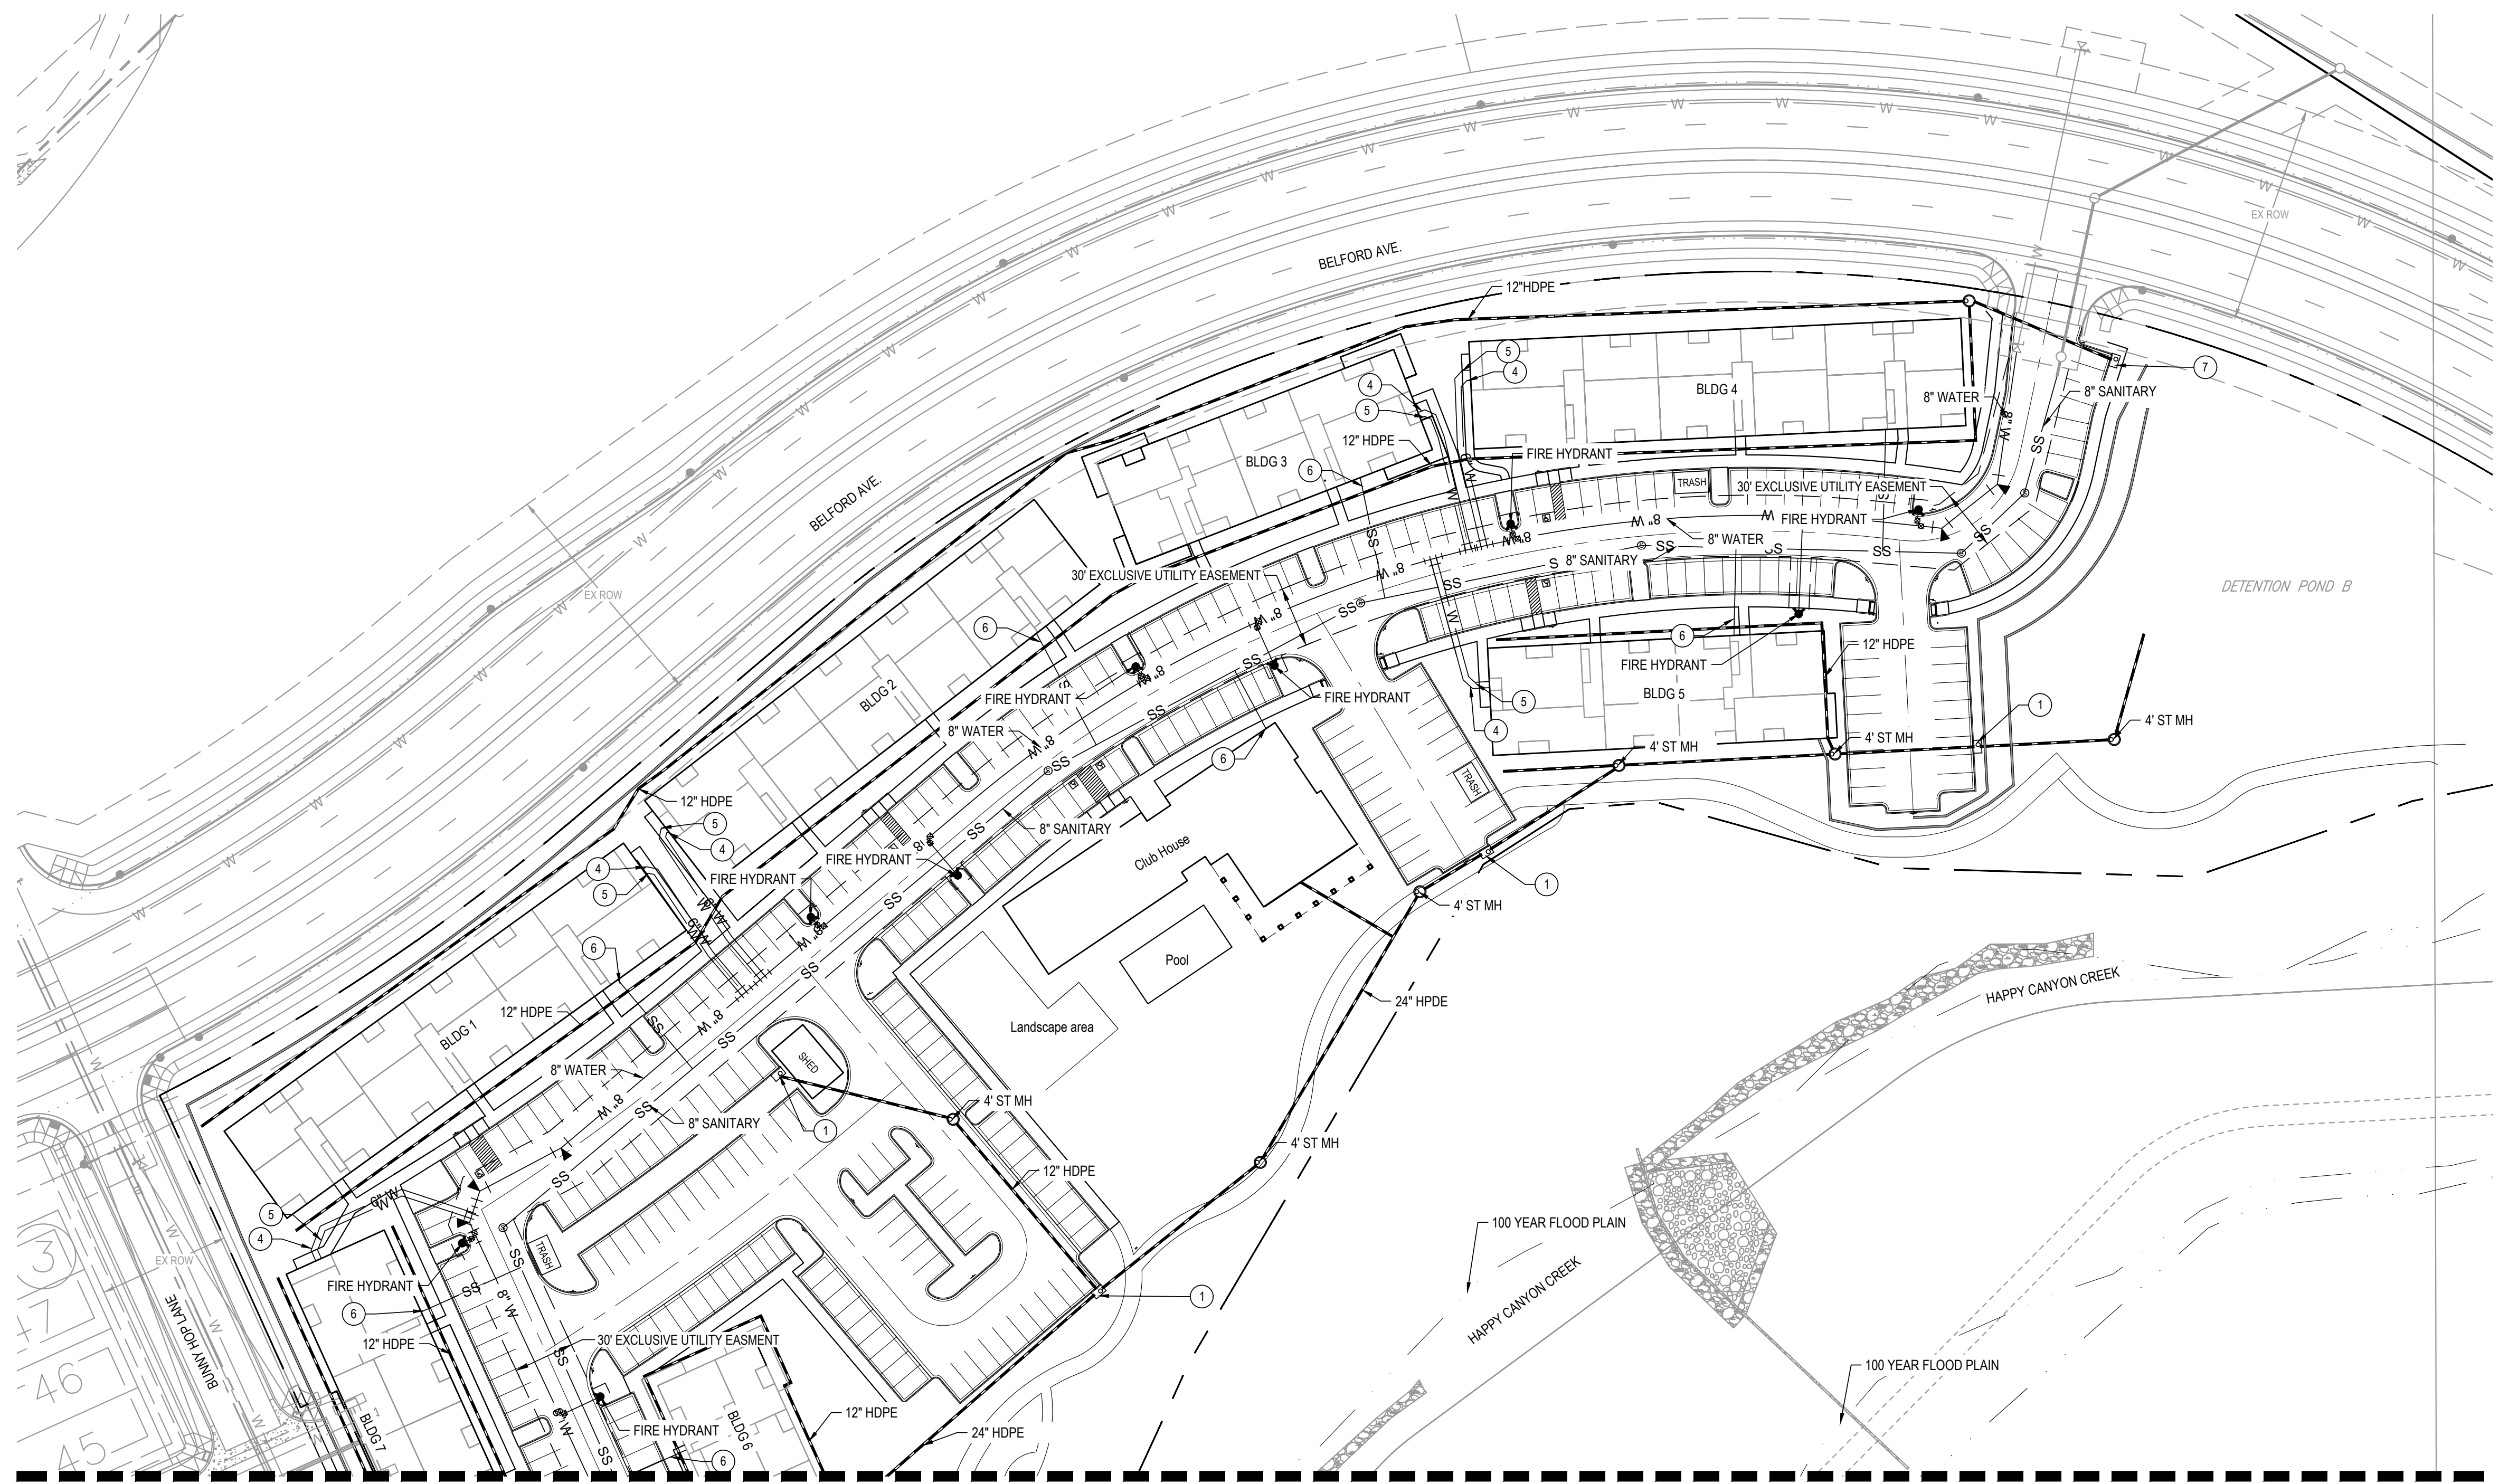 EX ROW
BELFORD AVE.
12"HDPE
5
4
4
5
BLDG 4
7
8" WATER
8" SANITARY
8" W
SS
12" HDPE
BLDG 3
6
FIRE HYDRANT
TRASH
30' EXCLUSIVE UTILITY EASEMENT
FIRE HYDRANT
BELFORD AVE.
8" WATER
8" SANITARY
30' EXCLUSIVE UTILITY EASEMENT
DETENTION POND B
EX ROW
6
6
12" HDPE
FIRE HYDRANT
BLDG 5
BLDG 2
FIRE HYDRANT
FIRE HYDRANT
5
4
1
4' ST MH
8" WATER
4' ST MH
4' ST MH
6
TRASH
12" HDPE
5
8" SANITARY
4
Club House
FIRE HYDRANT
4
5
FIRE HYDRANT
1
4' ST MH
6
Pool
HAPPY CANYON CREEK
24" HPDE
12" HDPE
BLDG 1
Landscape area
SHED
8" WATER
4' ST MH
8" SANITARY
1
4' ST MH
12" HDPE
5
4
3
EX ROW
TRASH
100 YEAR FLOOD PLAIN
FIRE HYDRANT
6
1
HAPPY CANYON CREEK
BUNNY HOP LANE
12" HDPE
8" W
30' EXCLUSIVE UTILITY EASMENT
47
46
45
100 YEAR FLOOD PLAIN
BLDG 7
12" HDPE
FIRE HYDRANT
BLDG 6
24" HDPE
6